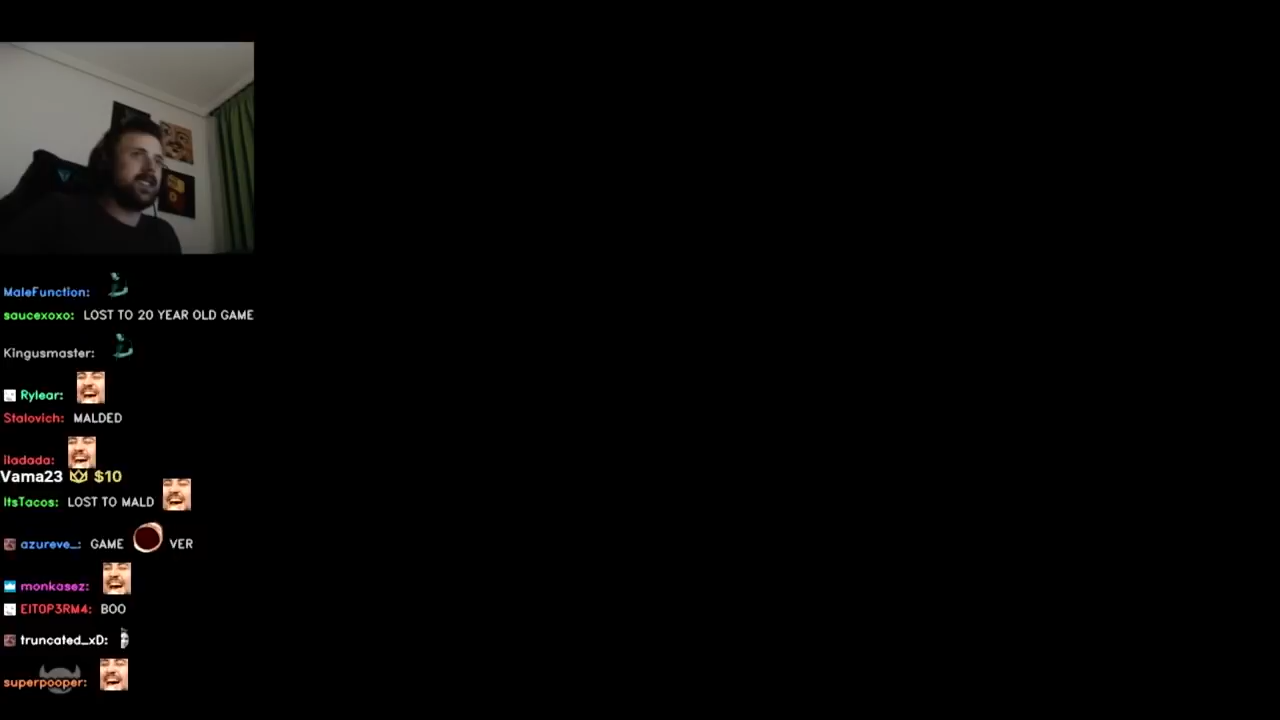 MaleFunction:
saucexoxo: LOST TO 20 YEAR OLD GAME
Kingusmaster:
Rylear:
Stalovich: MALDED
iladada:
Vama23 $10
ItsTacos: LOST TO MALD
azureve_: GAME VER
monkasez:
EITOP3RM4: BOO
truncated_xD:
superpooper: